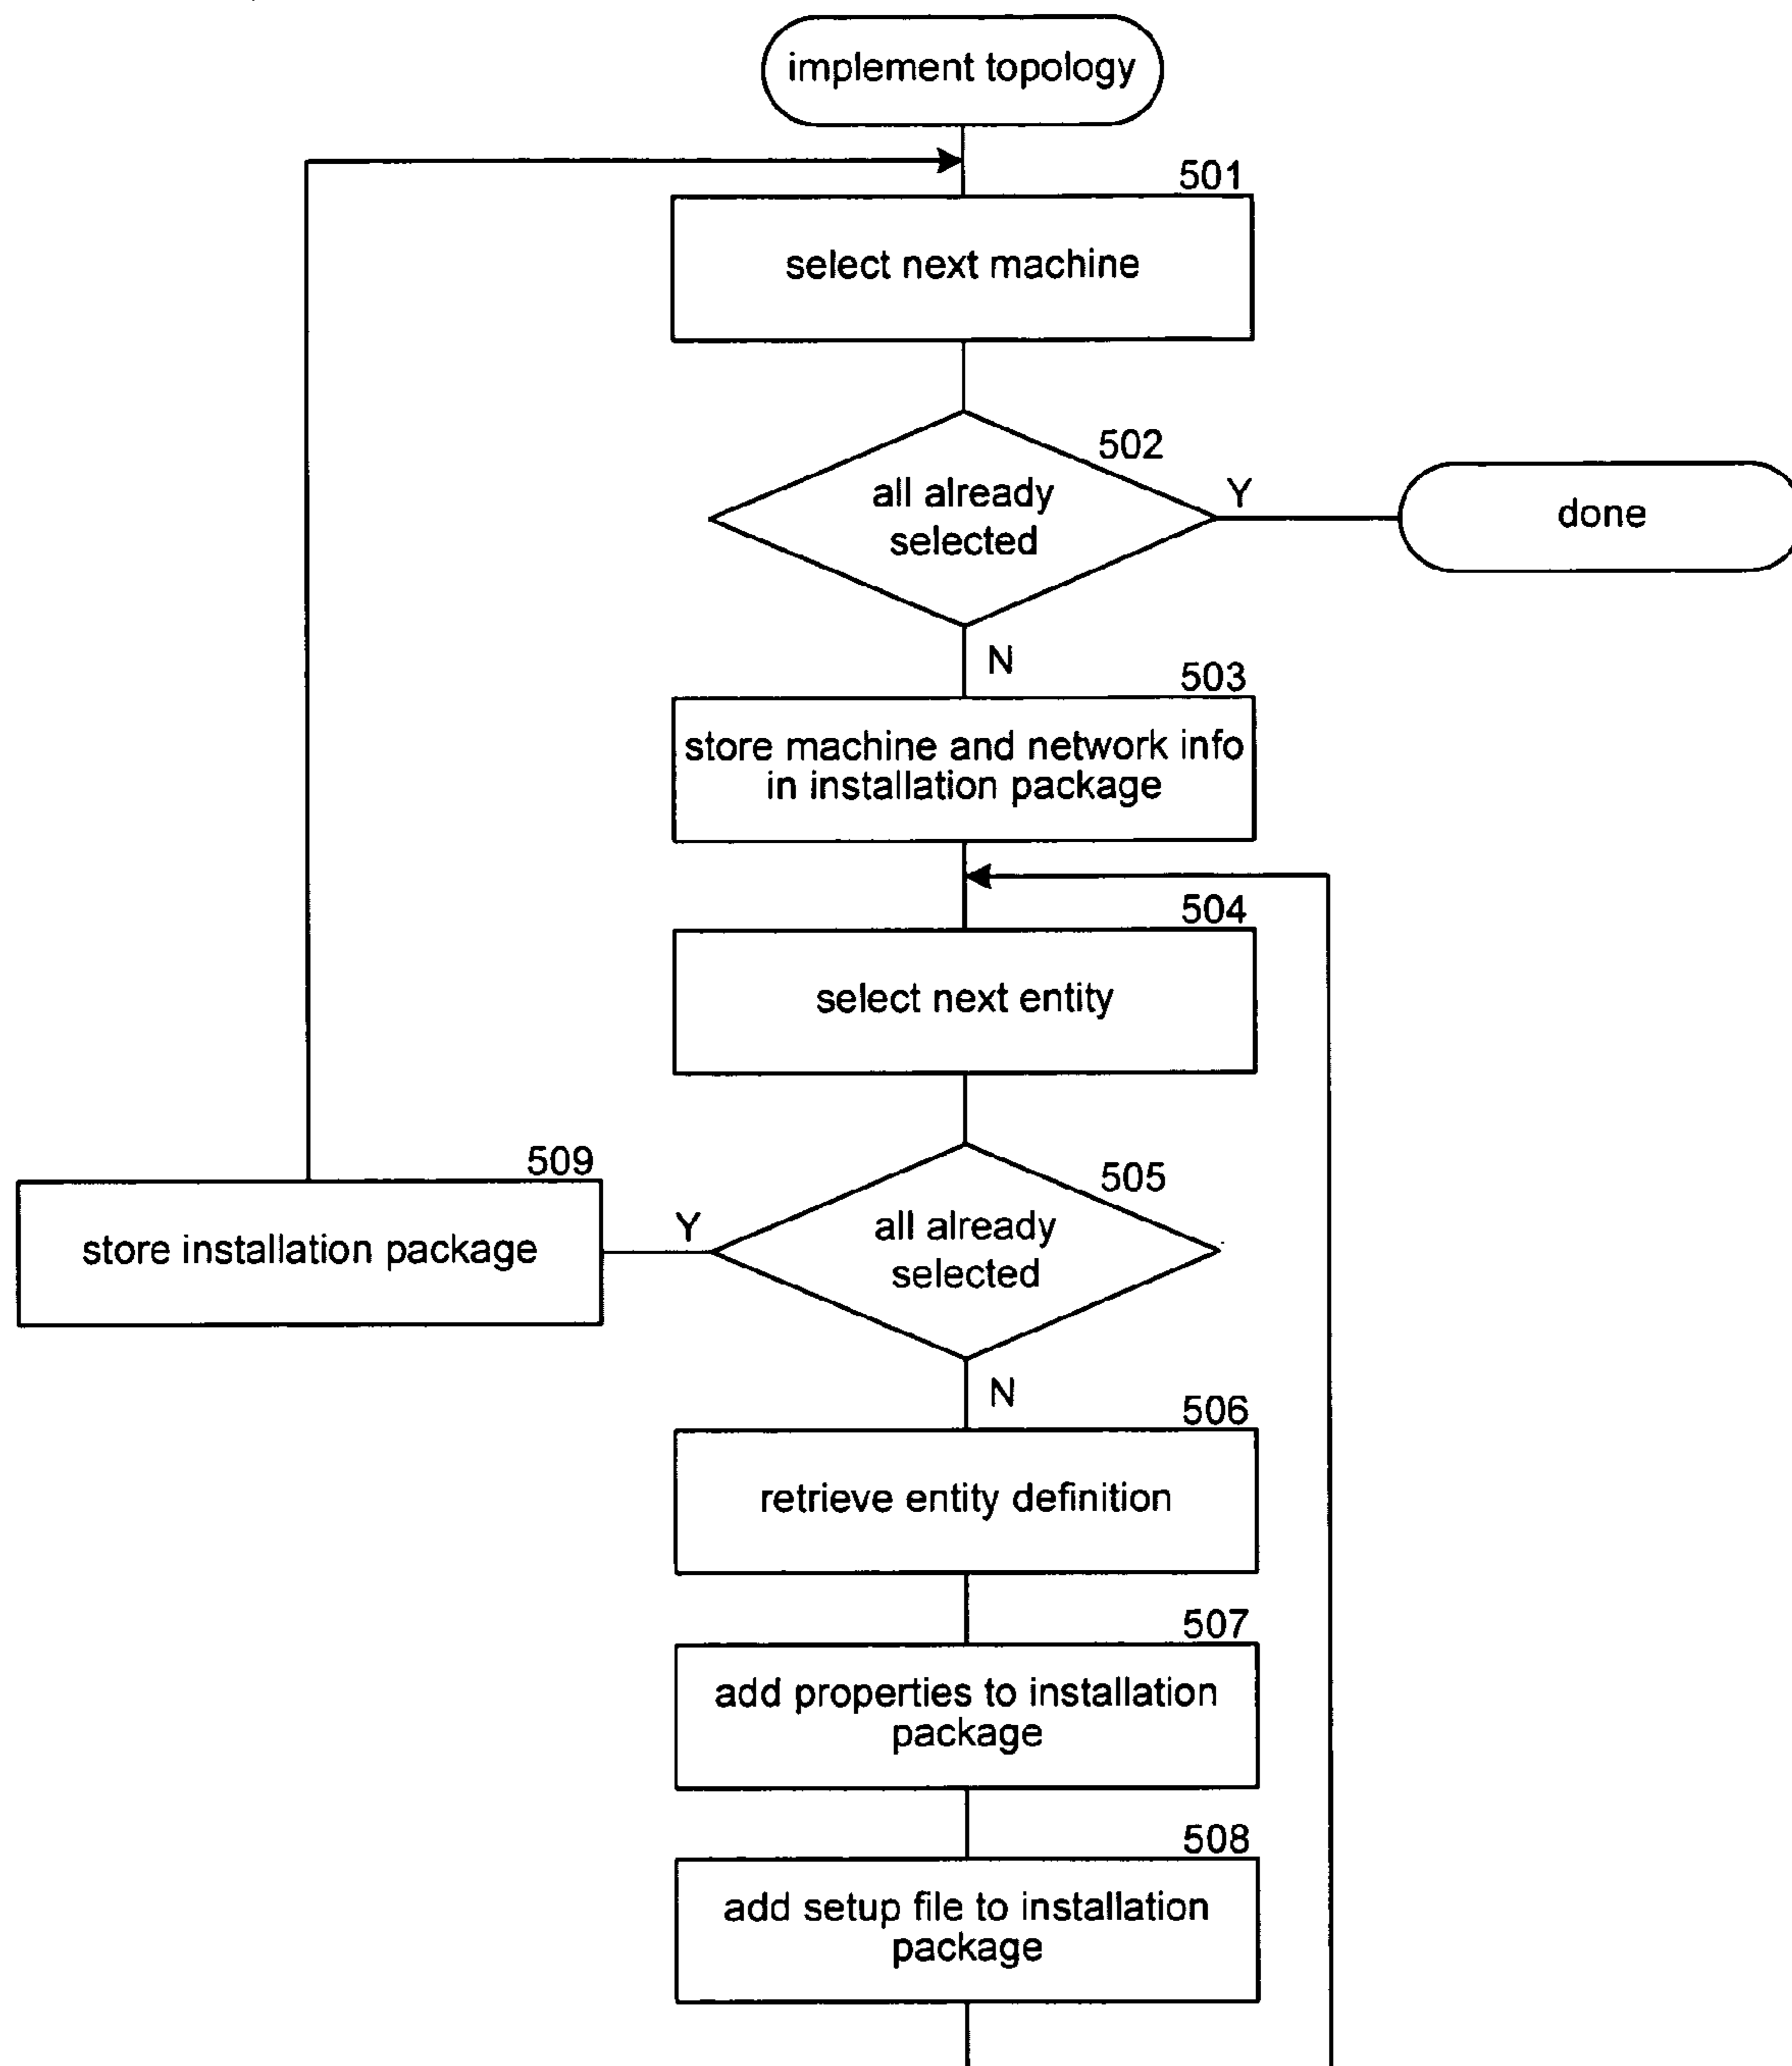 implement topology
501
select next machine
502
all already
selected
Y
done
N
503
store machine and network info
in installation package
504
select next entity
509
store installation package
Y
505
all already
selected
N
506
retrieve entity definition
507
add properties to installation
package
508
add setup file to installation
package